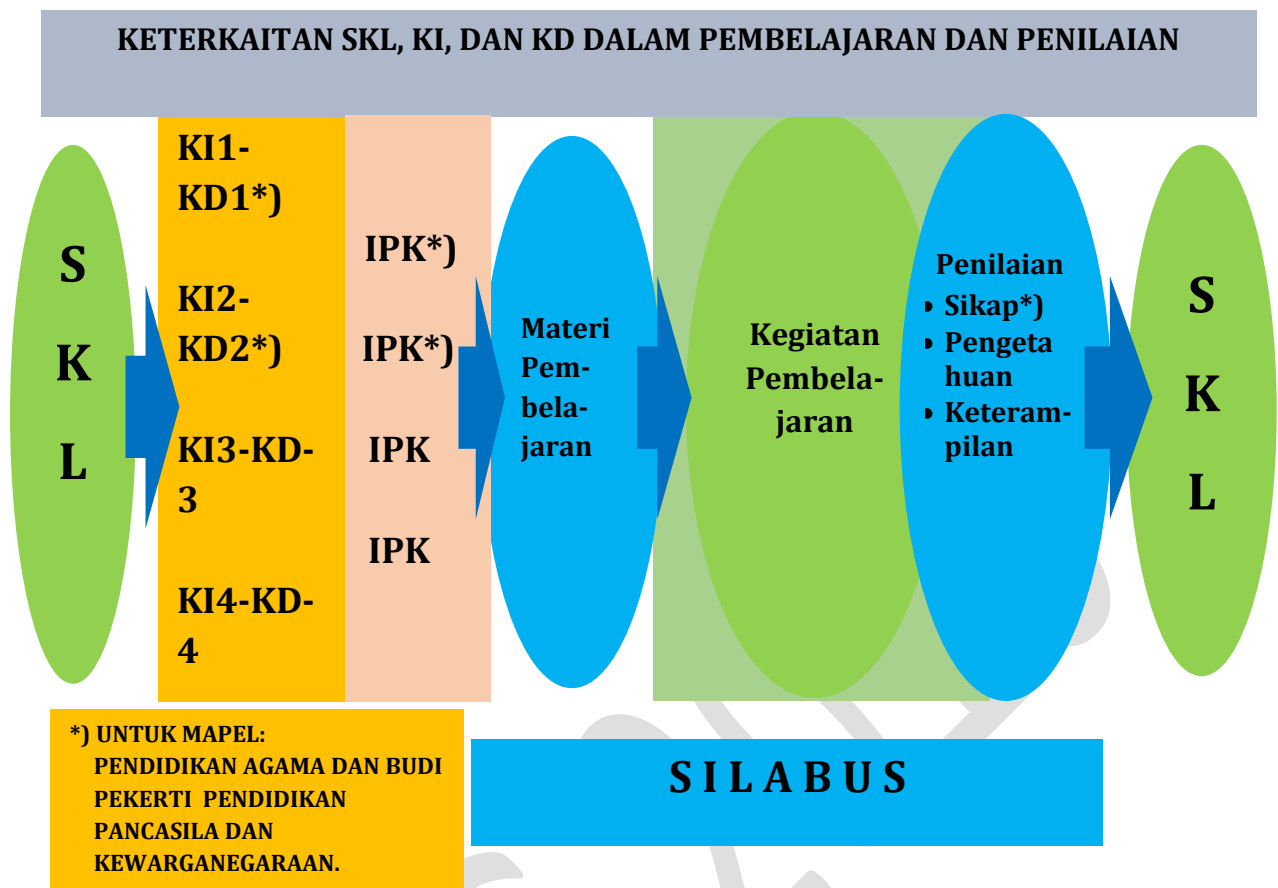 KETERKAITAN SKL, KI, DAN KD DALAM PEMBELAJARAN DAN PENILAIAN
S
K
L
KI1-
KD1*)
KI2-
KD2*)
KI3-KD-
3
KI4-KD-
4
IPK*)
IPK*)
IPK
IPK
Materi
Pem-
bela-
jaran
Kegiatan
Pembela-
jaran
Penilaian
• Sikap*)
• Pengeta
huan
• Keteram-
pilan
S
K
L
*) UNTUK MAPEL:
PENDIDIKAN AGAMA DAN BUDI
PEKERTI PENDIDIKAN
PANCASILA DAN
KEWARGANEGARAAN.
S I L A B U S